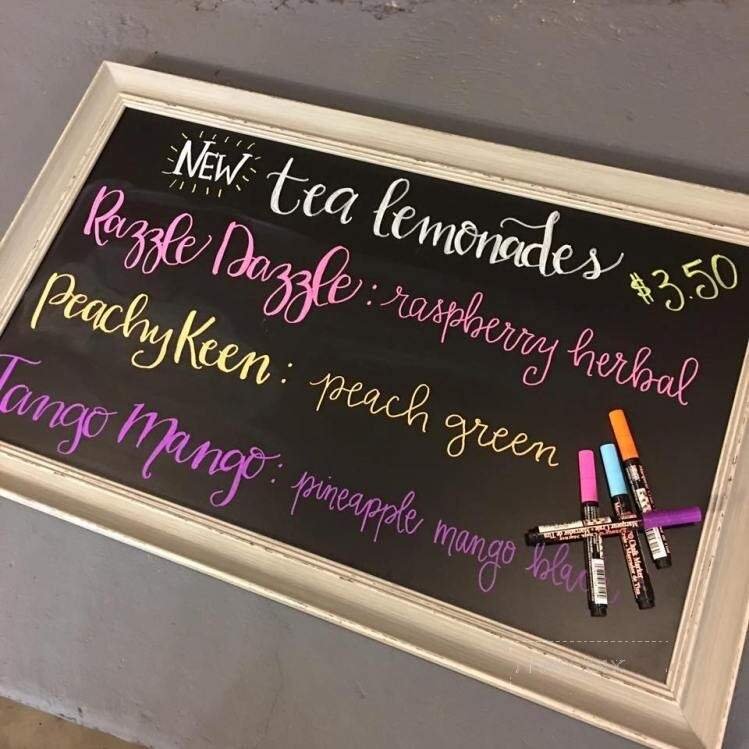 NEW tea lemonades $3.50
Razzle Dazzle: raspberry herbal
Peachy Keen: peach green
Tango Mango: pineapple mango